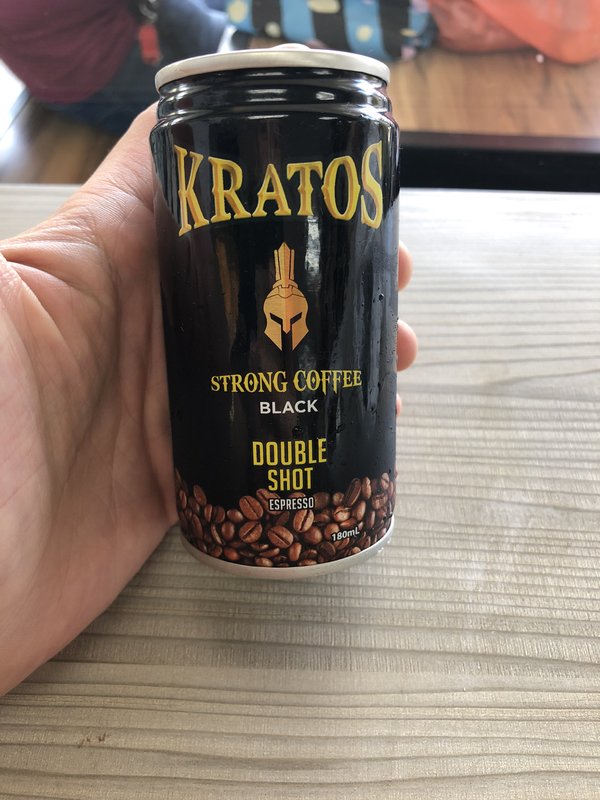 KRATOS
STRONG COFFEE
BLACK
DOUBLE
SHOT
ESPRESSO
180mL